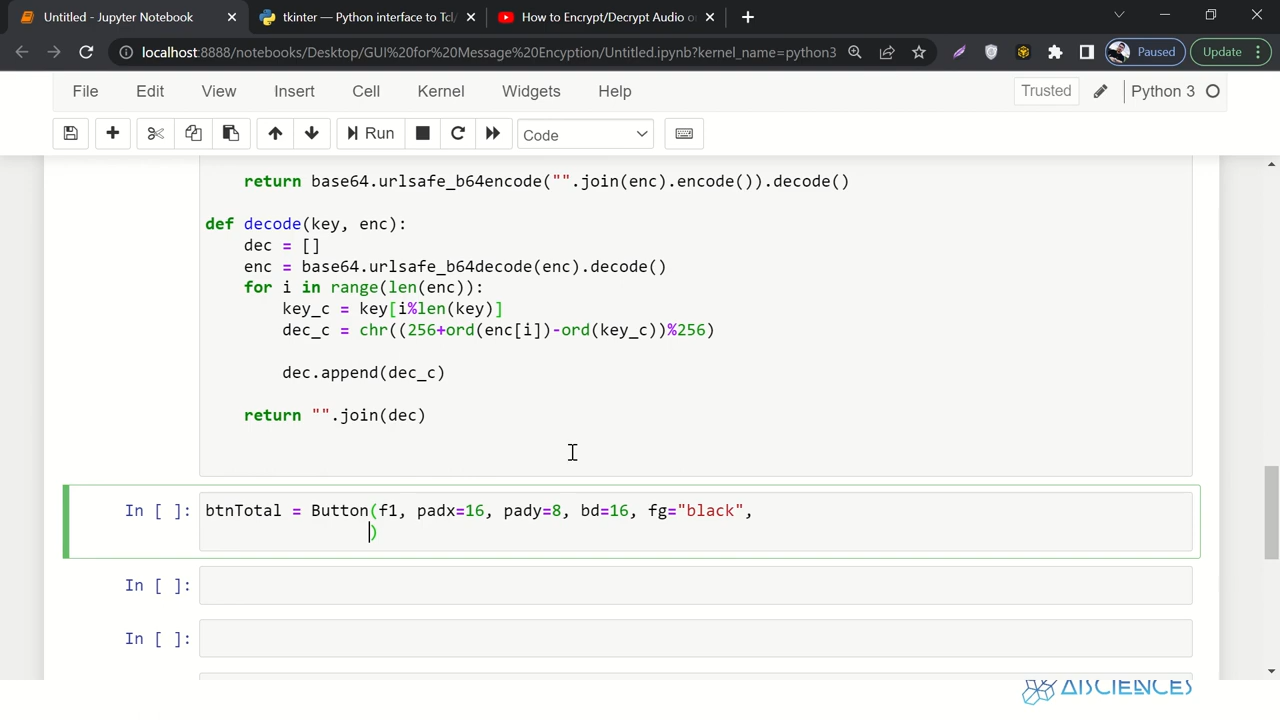 Untitled - Jupyter Notebook
tkinter — Python interface to Tcl/
How to Encrypt/Decrypt Audio o
localhost:8888/notebooks/Desktop/GUI%20for%20Message%20Encyption/Untitled.ipynb?kernel_name=python3
Paused
Update
File Edit View Insert Cell Kernel Widgets Help
Trusted
Python 3
Run
Code
return base64.urlsafe_b64encode("".join(enc).encode()).decode()
def decode(key, enc):
dec = []
enc = base64.urlsafe_b64decode(enc).decode()
for i in range(len(enc)):
key_c = key[i%len(key)]
dec_c = chr((256+ord(enc[i])-ord(key_c))%256)
dec.append(dec_c)
return "".join(dec)
In [ ]: btnTotal = Button(f1, padx=16, pady=8, bd=16, fg="black",
)
In [ ]:
In [ ]:
AISCIENCES